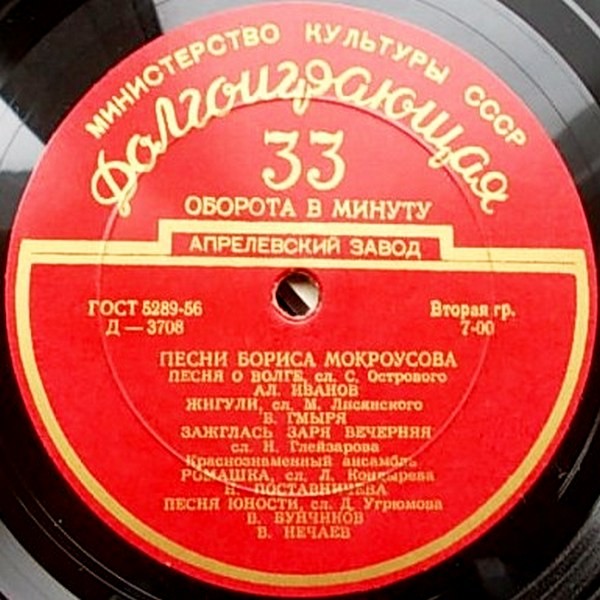 МИНИСТЕРСТВО КУЛЬТУРЫ СССР
Долгоиграющая
33
ОБОРОТА В МИНУТУ
АПРЕЛЕВСКИЙ ЗАВОД
ГОСТ 5289-56
Д — 3708
Вторая гр.
7-00
ПЕСНИ БОРИСА МОКРОУСОВА
ПЕСНЯ О ВОЛГЕ, сл. С. Острового
АЛ. ИВАНОВ
ЖИГУЛИ, сл. М. Лисянского
Б. ГМЫРЯ
ЗАЖГЛАСЬ ЗАРЯ ВЕЧЕРНЯЯ
сл. И. Глейзарова
Краснознаменный ансамбль
РОМАШКА, сл. Л. Кондырева
Н. ПОСТАВНИЧЕВА
ПЕСНЯ ЮНОСТИ, сл. Д. Угрюмова
В. БУНЧИКОВ
В. НЕЧАЕВ